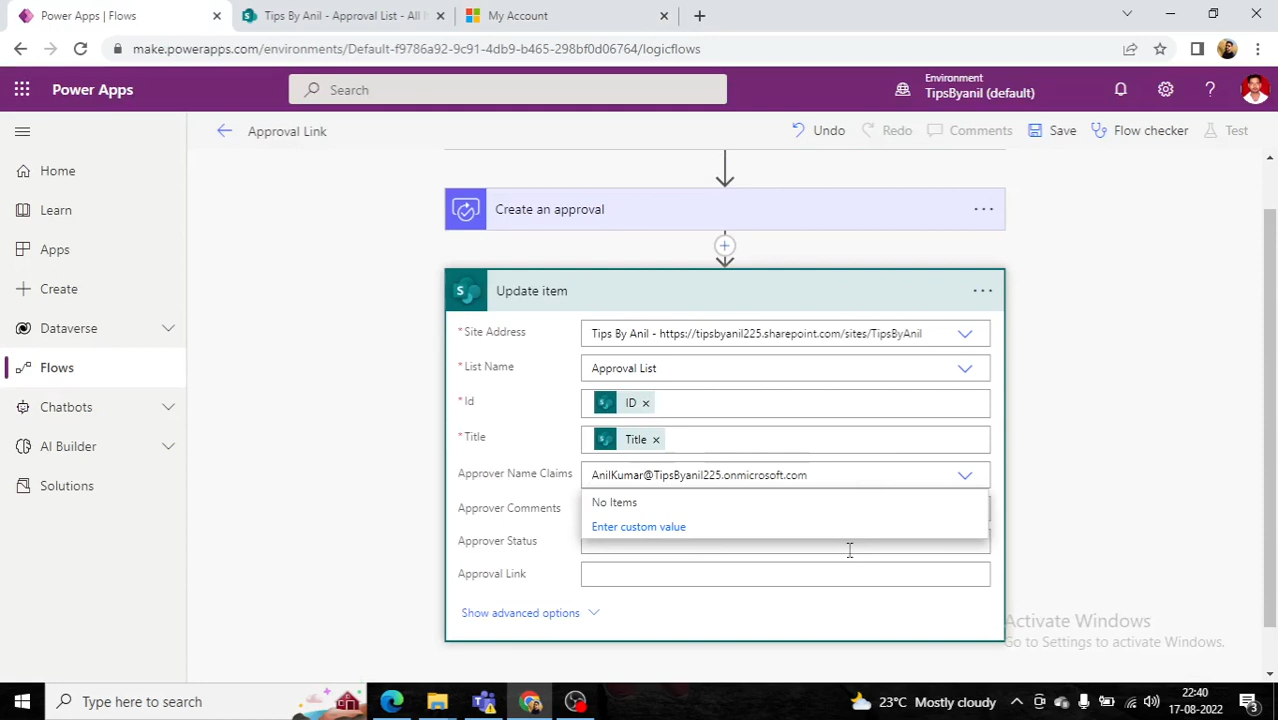 Power Apps | Flows
Tips By Anil - Approval List - All I
My Account
make.powerapps.com/environments/Default-f9786a92-9c91-4db9-b465-298bf0d06764/logicflows
Power Apps
Search
Environment
TipsByanil (default)
Approval Link
Undo
Redo
Comments
Save
Flow checker
Test
Home
Learn
Apps
Create
Dataverse
Flows
Chatbots
AI Builder
Solutions
Create an approval
Update item
* Site Address
Tips By Anil - https://tipsbyanil225.sharepoint.com/sites/TipsByAnil
* List Name
Approval List
* Id
ID
* Title
Title
Approver Name Claims
AnilKumar@TipsByanil225.onmicrosoft.com
No Items
Enter custom value
Approver Comments
Approver Status
Approval Link
Show advanced options
Activate Windows
Go to Settings to activate Windows.
Type here to search
23°C Mostly cloudy
22:40
17-08-2022
3